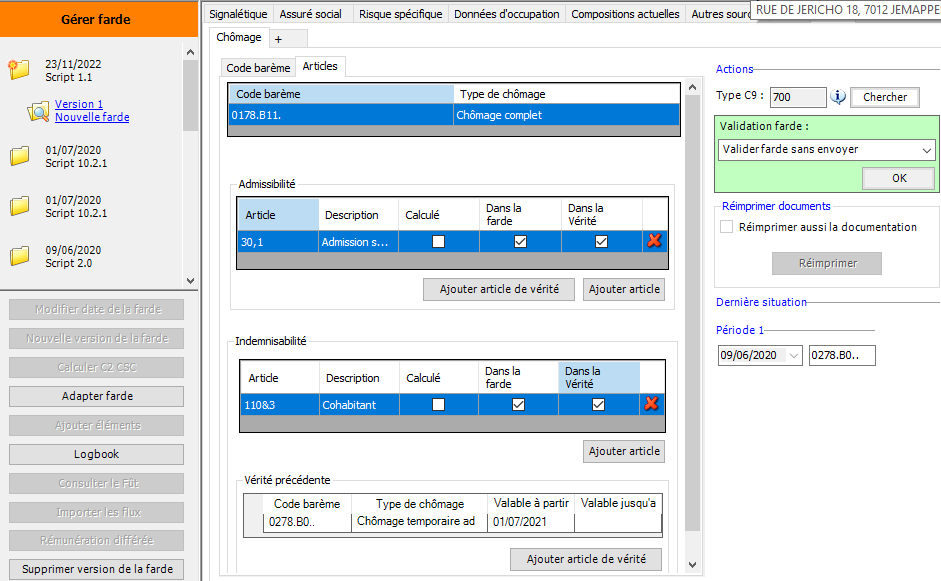 Gérer farde
23/11/2022
Script 1.1
Version 1
Nouvelle farde
01/07/2020
Script 10.2.1
01/07/2020
Script 10.2.1
09/06/2020
Script 2.0
Modifier date de la farde
Nouvelle version de la farde
Calculer C2 CSC
Adapter farde
Ajouter éléments
Logbook
Consulter le Fût
Importer les flux
Rémunération différée
Supprimer version de la farde
Signalétique Assuré social Risque spécifique Données d'occupation Compositions actuelles Autres sourc
RUE DE JERICHO 18, 7012 JEMAPPE
Chômage +
Code barème Articles
Code barème Type de chômage
0178.B11. Chômage complet
Admissibilité
Article Description Calculé Dans la farde Dans la Vérité
30,1 Admission s...
Ajouter article de vérité Ajouter article
Indemnisabilité
Article Description Calculé Dans la farde Dans la Vérité
110&3 Cohabitant
Ajouter article
Vérité précédente
Code barème Type de chômage Valable à partir Valable jusqu'a
0278.B0.. Chômage temporaire ad 01/07/2021
Ajouter article de vérité
Actions
Type C9 : 700 Chercher
Validation farde :
Valider farde sans envoyer
OK
Réimprimer documents
Réimprimer aussi la documentation
Réimprimer
Dernière situation
Période 1
09/06/2020 0278.B0..